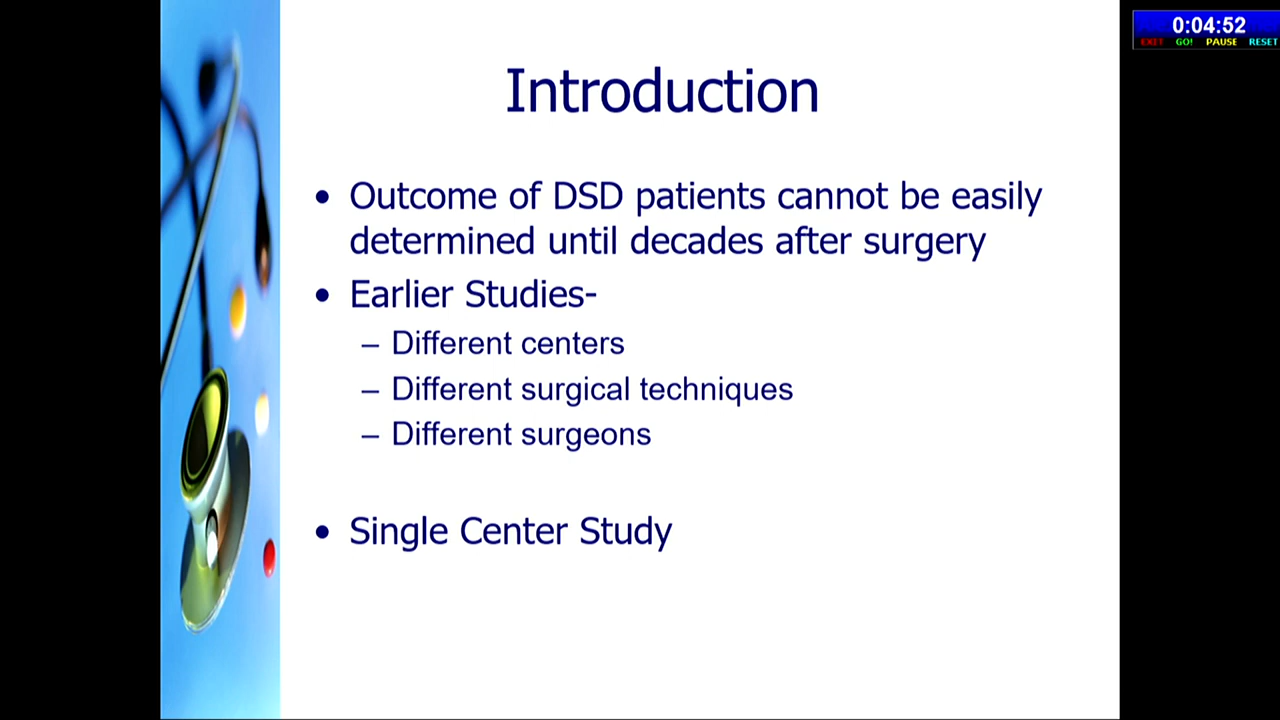 0:04:52
EXIT GO! PAUSE RESET
Introduction
• Outcome of DSD patients cannot be easily
determined until decades after surgery
• Earlier Studies-
– Different centers
– Different surgical techniques
– Different surgeons
• Single Center Study